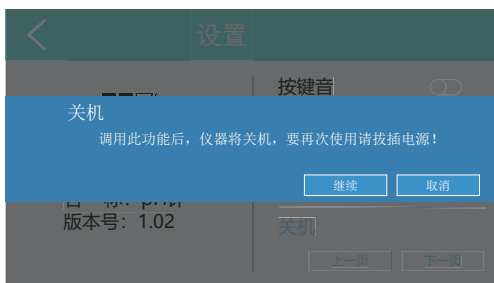 设置
按键音
关机
调用此功能后，仪器将关机，要再次使用请拔插电源！
继续 取消
版本号：1.02
关机
上一页 下一页